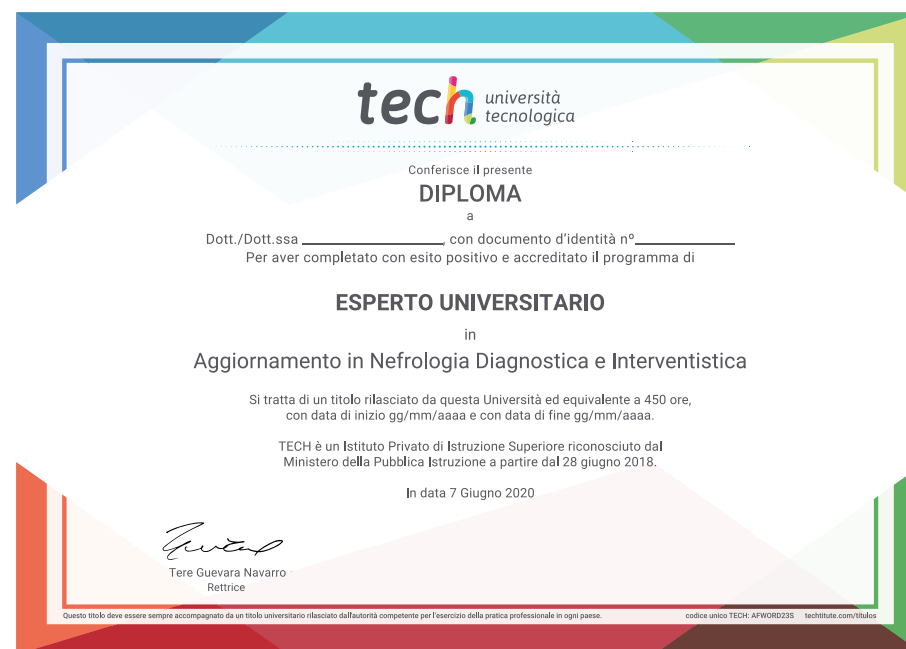 tech università
tecnologica
Conferisce il presente
DIPLOMA
a
Dott./Dott.ssa ____________________, con documento d'identità nº______________
Per aver completato con esito positivo e accreditato il programma di
ESPERTO UNIVERSITARIO
in
Aggiornamento in Nefrologia Diagnostica e Interventistica
Si tratta di un titolo rilasciato da questa Università ed equivalente a 450 ore,
con data di inizio gg/mm/aaaa e con data di fine gg/mm/aaaa.
TECH è un Istituto Privato di Istruzione Superiore riconosciuto dal
Ministero della Pubblica Istruzione a partire dal 28 giugno 2018.
In data 7 Giugno 2020
Tere Guevara Navarro
Rettrice
Questo titolo deve essere sempre accompagnato da un titolo universitario rilasciato dall'autorità competente per l'esercizio della pratica professionale in ogni paese. codice unico TECH: AFWORD23S techtitute.com/titulos